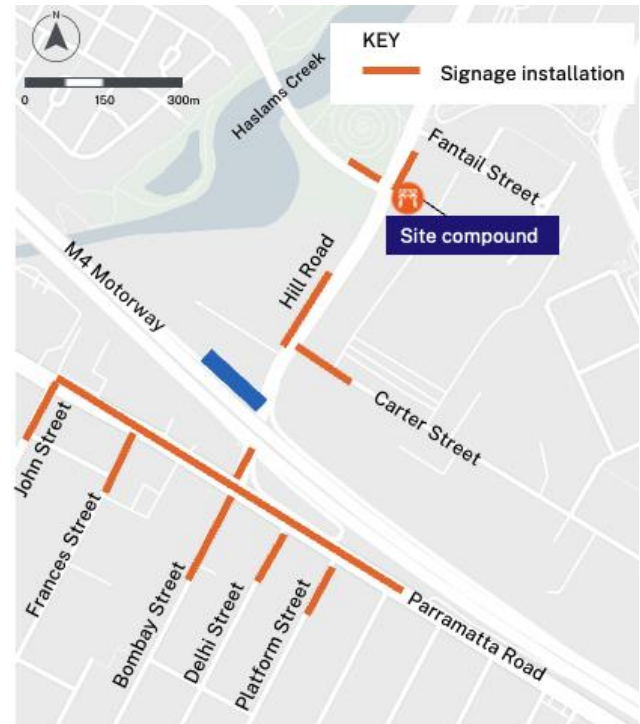 N
KEY
Signage installation
0 150 300m
Haslams Creek
Fantail Street
Site compound
M4 Motorway
Hill Road
Carter Street
John Street
Frances Street
Bombay Street
Delhi Street
Platform Street
Parramatta Road